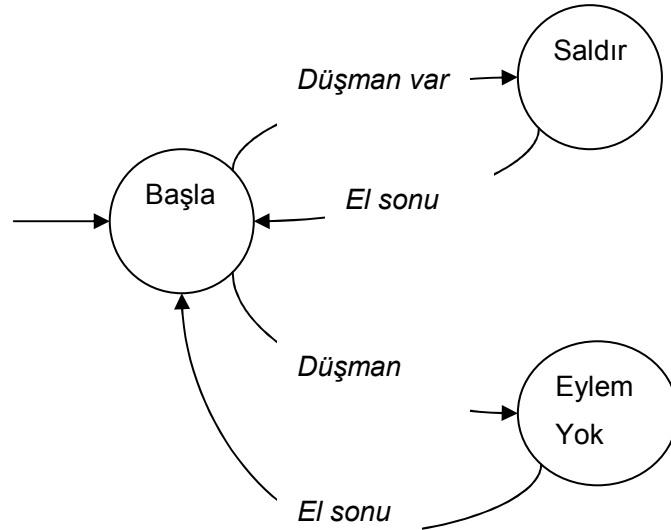 Saldır
Düşman var
Başla
El sonu
Düşman
Eylem
Yok
El sonu